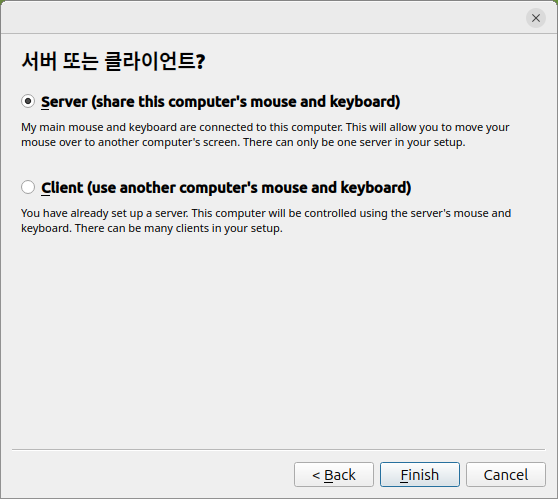 서버 또는 클라이언트?
Server (share this computer's mouse and keyboard)
My main mouse and keyboard are connected to this computer. This will allow you to move your
mouse over to another computer's screen. There can only be one server in your setup.
Client (use another computer's mouse and keyboard)
You have already set up a server. This computer will be controlled using the server's mouse and
keyboard. There can be many clients in your setup.
< Back Finish Cancel